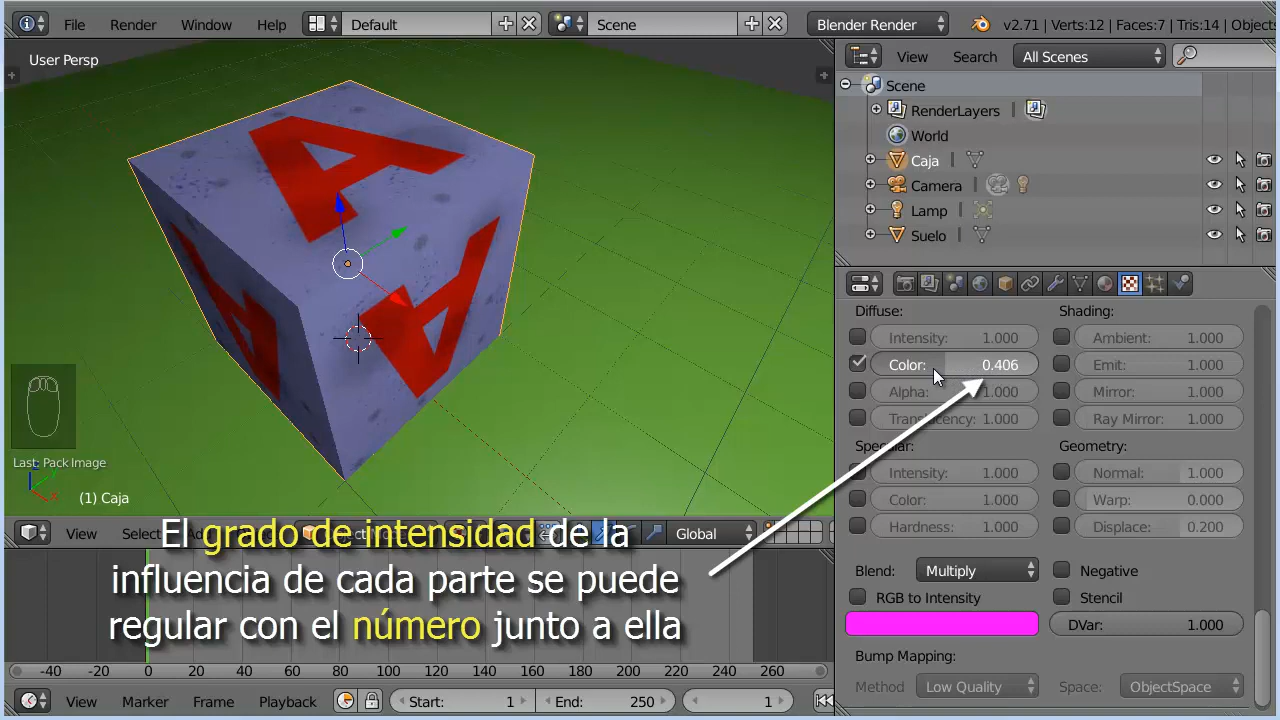 File Render Window Help Default Scene Blender Render v2.71 | Verts:12 | Faces:7 | Tris:14 | Objects
User Persp
View Search All Scenes
Scene
RenderLayers
World
Caja
Camera
Lamp
Suelo
A
A
A
Diffuse: Shading:
Intensity: 1.000 Ambient: 1.000
Color: 0.406 Emit: 1.000
Alpha: 1.000 Mirror: 1.000
Translucency: 1.000 Ray Mirror: 1.000
Specular: Geometry:
Intensity: 1.000 Normal: 1.000
Color: 1.000 Warp: 0.000
Hardness: 1.000 Displace: 0.200
Blend: Multiply Negative
RGB to Intensity Stencil
DVar: 1.000
Bump Mapping:
Method Low Quality Space: ObjectSpace
Last: Pack Image
(1) Caja
View Global
El grado de intensidad de la
influencia de cada parte se puede
regular con el número junto a ella
-40 -20 0 20 40 60 80 100 120 140 160 180 200 220 240 260
View Marker Frame Playback Start: 1 End: 250 1